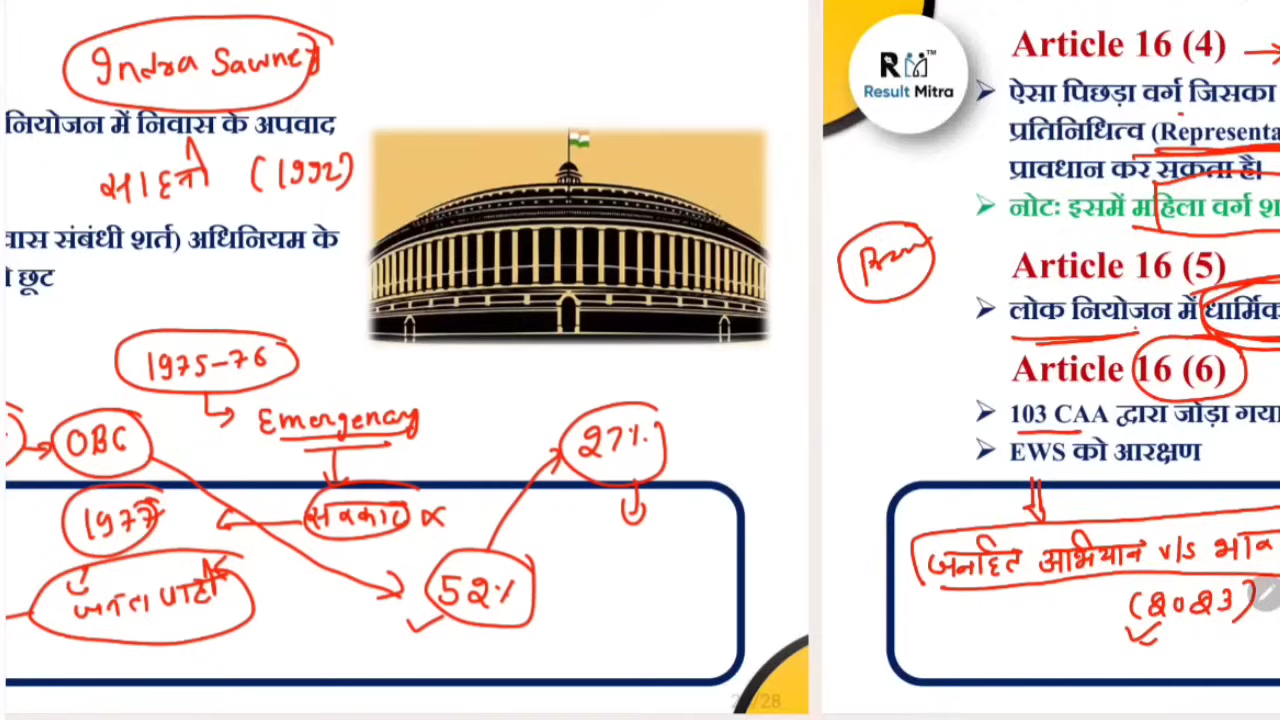 Indra Sawney
नियोजन में निवास के अपवाद
साहनी (1992)
वास संबंधी शर्त) अधिनियम के
छूट
1975-76
Emergency
OBC
27%
1977
सरकार
जनता पार्टी
52%
28
R TM
Result Mitra
Article 16 (4)
ऐसा पिछड़ा वर्ग जिसका
प्रतिनिधित्व (Representa
प्रावधान कर सकता है।
नोटः इसमें महिला वर्ग श
Article 16 (5)
लोक नियोजन में धार्मिक
Article 16 (6)
103 CAA द्वारा जोड़ा गया
EWS को आरक्षण
जनहित अभियान v/s भा
(2023)